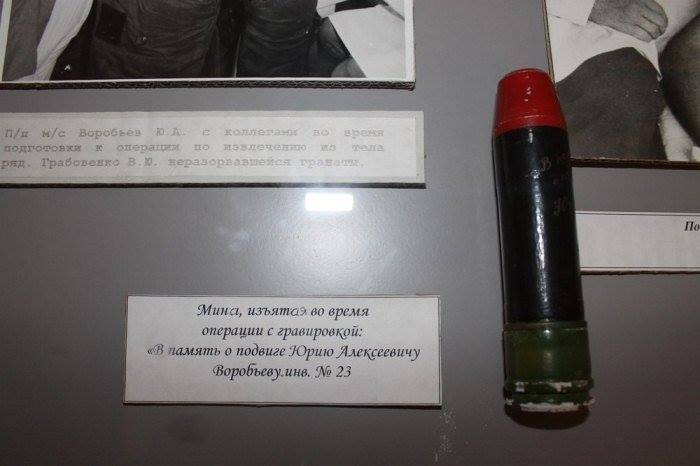 П/п м/с Воробьев Ю.А. с коллегами во время
подготовки к операции по извлечению из тела
ряд. Грабовенко В.Ю. неразорвавшейся гранаты.
Мина, изъятая во время
операции с гравировкой:
«В память о подвиге Юрию Алексеевичу
Воробьеву.инв. № 23
По